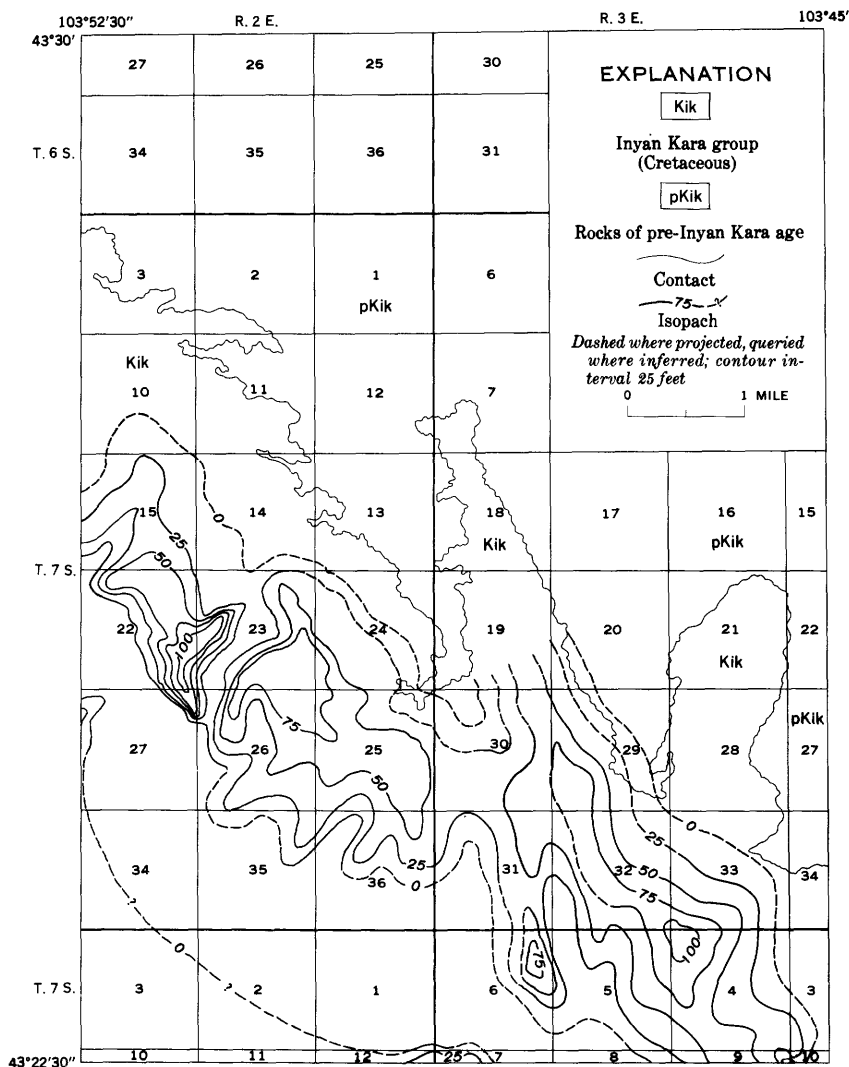 103°52'30" R. 2 E. R. 3 E. 103°45'
43°30'
27 26 25 30
EXPLANATION
Kik
Inyan Kara group
(Cretaceous)
pKik
Rocks of pre-Inyan Kara age
Contact
75 x
Isopach
Dashed where projected, queried
where inferred; contour in-
terval 25 feet
0 1 MILE
T. 6 S. 34 35 36 31
3 2 1 6
pKik
Kik
10 11 12 7
0
15 14 13 18 17 16 15
Kik pKik
25
50
T. 7 S.
22 23 24 19 20 21 22
100 Kik
75 pKik
27 26 25 30 29 28 27
50
0
25
34 35 36 31 32 33 34
25 50
0 75
?
0
100
75
T. 7 S. 3 2 1 6 5 4 3
?
?
43°22'30" 10 11 12 25 7 8 9 10